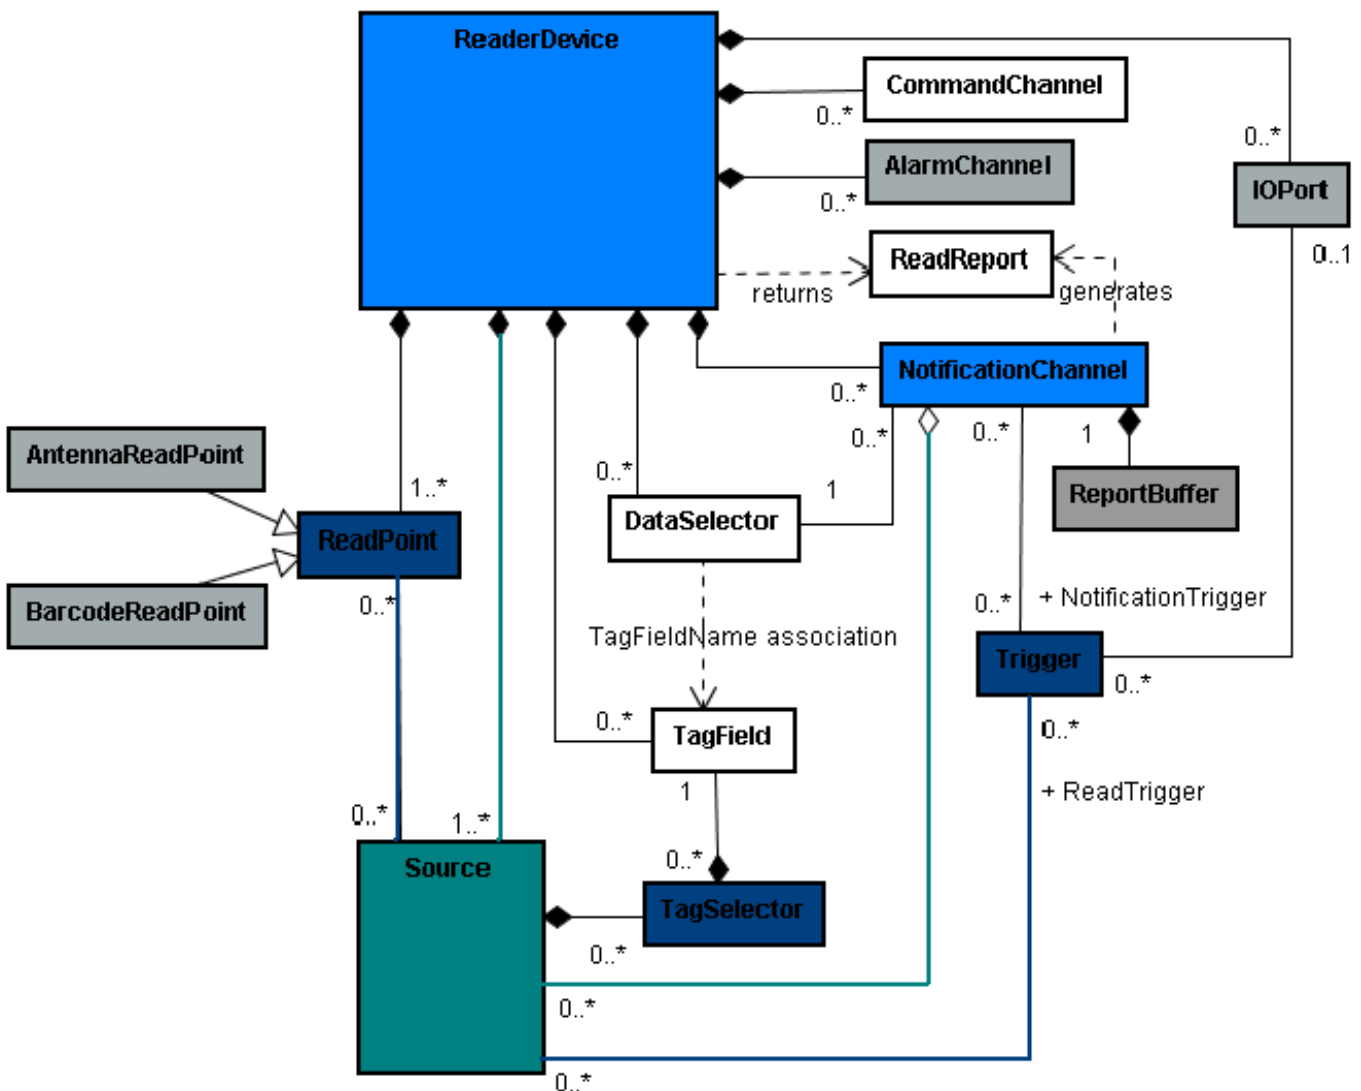 ReaderDevice
CommandChannel
0..*
0..*
AlarmChannel
IOPort
0..*
ReadReport
0..1
returns
generates
NotificationChannel
0..*
0..*
0..*
1
AntennaReadPoint
0..*
1..*
1
ReportBuffer
DataSelector
ReadPoint
0..*
0..*
+ NotificationTrigger
BarcodeReadPoint
TagFieldName association
Trigger
0..*
0..*
0..*
TagField
1
+ ReadTrigger
0..*
1..*
0..*
Source
TagSelector
0..*
0..*
0..*